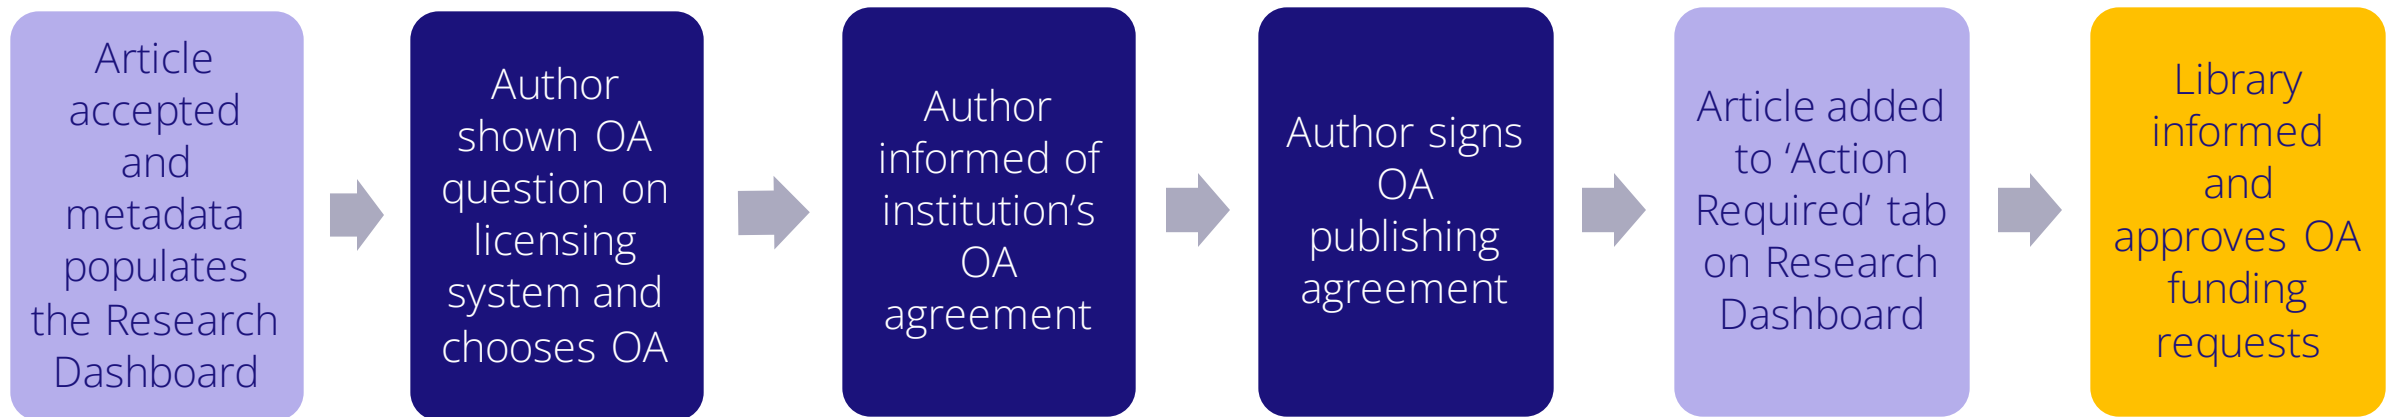 Article
accepted
and
metadata
populates
the Research
Dashboard
Author
shown OA
question on
licensing
system and
chooses OA
Author
informed of
institution’s
OA
agreement
Author signs
OA
publishing
agreement
Article added
to ‘Action
Required’ tab
on Research
Dashboard
Library
informed
and
approves OA
funding
requests